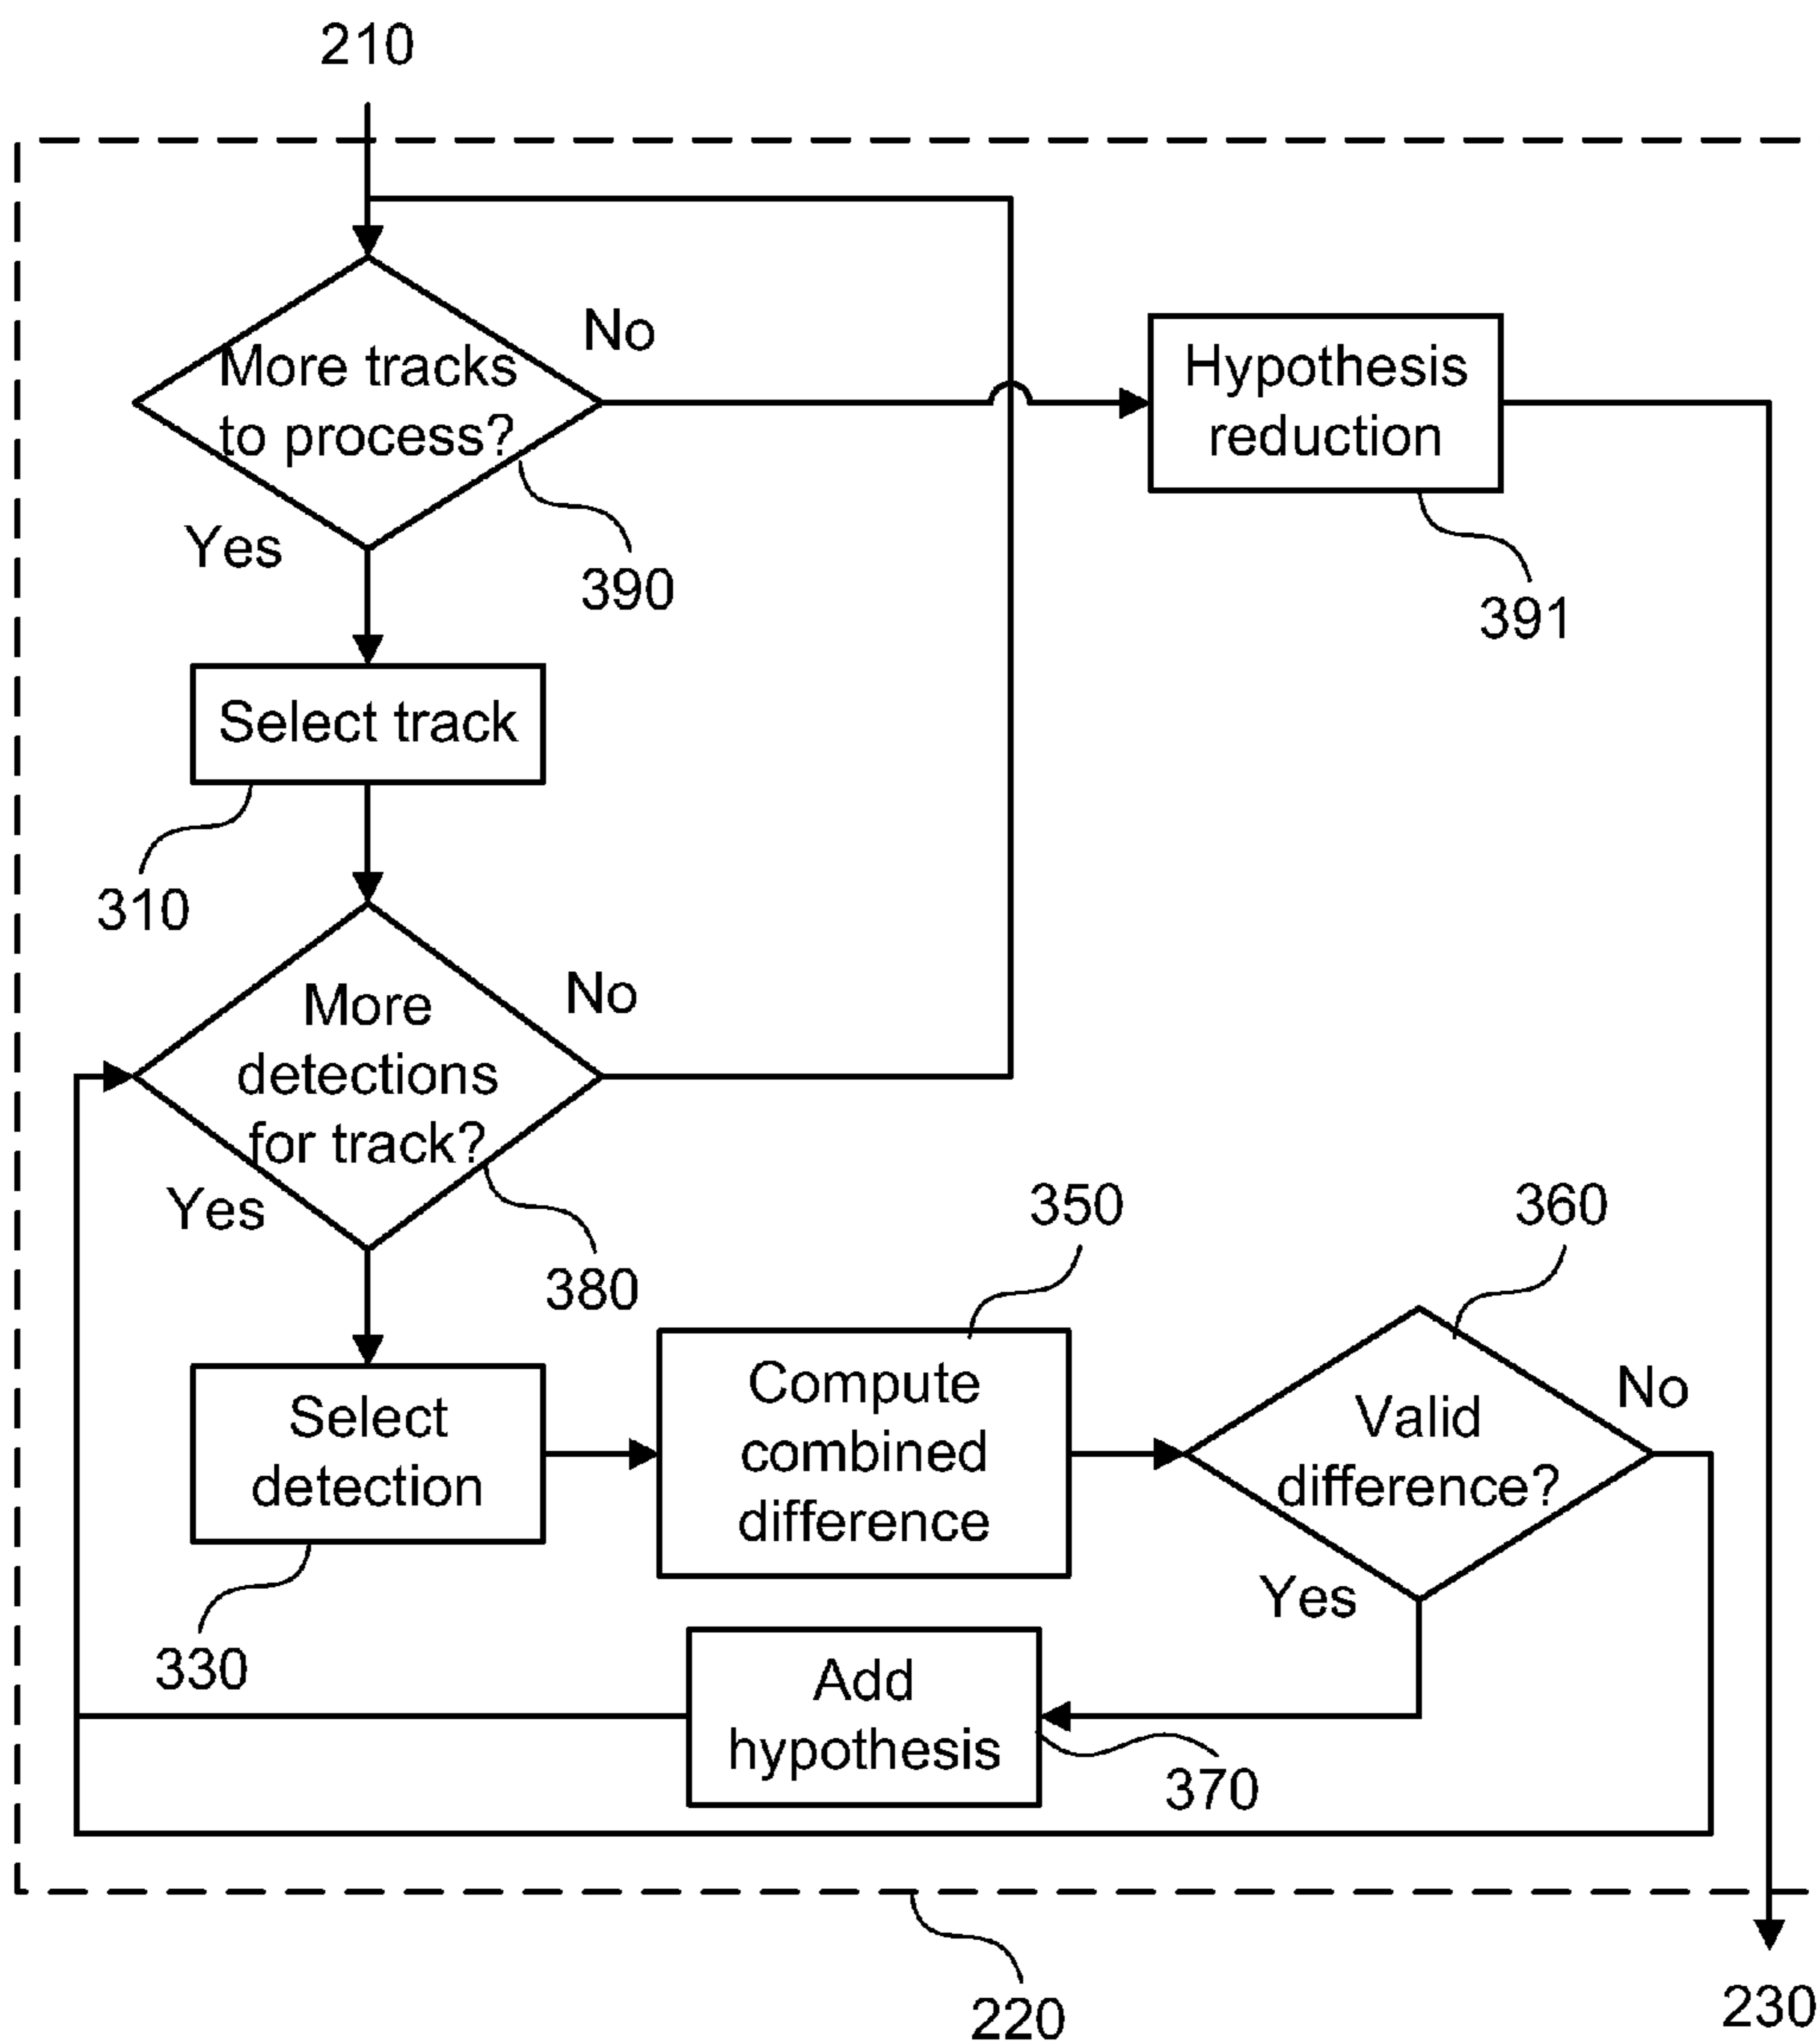 210
More tracks
to process?
No
Yes
390
Hypothesis
reduction
391
Select track
310
More
detections
for track?
No
Yes
380
Select
detection
330
350
Compute
combined
difference
360
Valid
difference?
No
Yes
Add
hypothesis
370
220
230